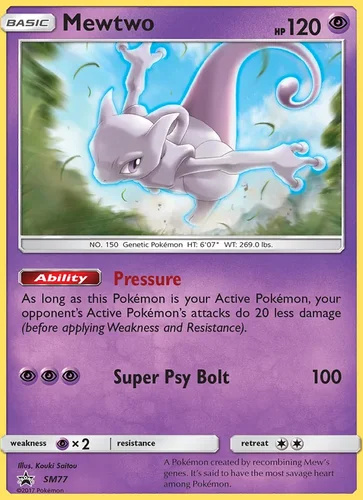 BASIC Mewtwo HP 120
NO. 150 Genetic Pokémon HT: 6'07" WT: 269.0 lbs.
Ability Pressure
As long as this Pokémon is your Active Pokémon, your
opponent's Active Pokémon's attacks do 20 less damage
(before applying Weakness and Resistance).
Super Psy Bolt 100
weakness ×2 resistance retreat
Illus. Kouki Saitou
PROMO SM77
©2017 Pokémon
A Pokémon created by recombining Mew's
genes. It's said to have the most savage heart
among Pokémon.